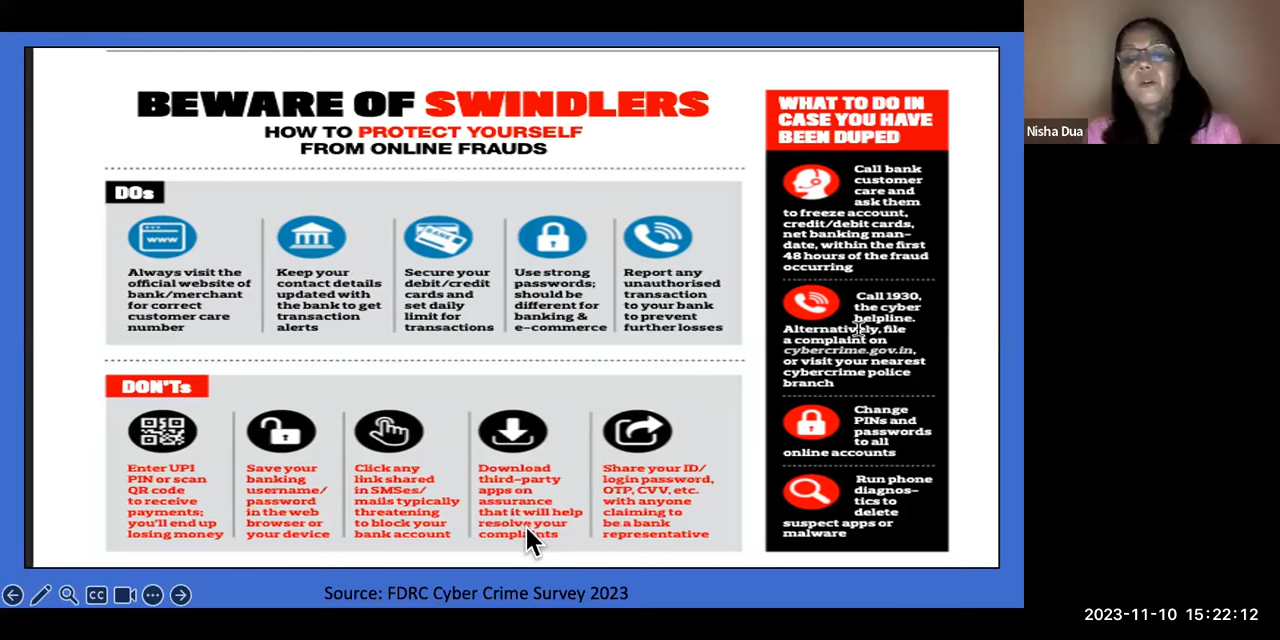 BEWARE OF SWINDLERS
HOW TO PROTECT YOURSELF
FROM ONLINE FRAUDS
DOs
www
Always visit the
official website of
bank/merchant
for correct
customer care
number
Keep your
contact details
updated with
the bank to get
transaction
alerts
BANK
Secure your
debit/credit
cards and
set daily
limit for
transactions
Use strong
passwords;
should be
different for
banking &
e-commerce
Report any
unauthorised
transaction
to your bank
to prevent
further losses
DON'Ts
Enter UPI
PIN or scan
QR code
to receive
payments;
you'll end up
losing money
Save your
banking
username/
password
in the web
browser or
your device
Click any
link shared
in SMSes/
mails typically
threatening
to block your
bank account
Download
third-party
apps on
assurance
that it will help
resolve your
complaints
Share your ID/
login password,
OTP, CVV, etc.
with anyone
claiming to
be a bank
representative
WHAT TO DO IN
CASE YOU HAVE
BEEN DUPED
Call bank
customer
care and
ask them
to freeze account,
credit/debit cards,
net banking man-
date, within the first
48 hours of the fraud
occurring
Call 1930,
the cyber
helpline.
Alternatively, file
a complaint on
cybercrime.gov.in,
or visit your nearest
cybercrime police
branch
Change
PINs and
passwords
to all
online accounts
Run phone
diagnos-
tics to
delete
suspect apps or
malware
Source: FDRC Cyber Crime Survey 2023
CC
Nisha Dua
2023-11-10 15:22:12